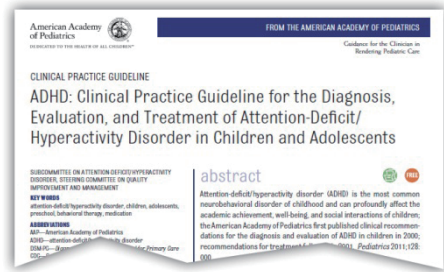 American Academy
of Pediatrics
DEDICATED TO THE HEALTH OF ALL CHILDREN™
FROM THE AMERICAN ACADEMY OF PEDIATRICS
Guidance for the Clinician in
Rendering Pediatric Care
CLINICAL PRACTICE GUIDELINE
ADHD: Clinical Practice Guideline for the Diagnosis,
Evaluation, and Treatment of Attention-Deficit/
Hyperactivity Disorder in Children and Adolescents
SUBCOMMITTEE ON ATTENTION-DEFICIT/HYPERACTIVITY
DISORDER, STEERING COMMITTEE ON QUALITY
IMPROVEMENT AND MANAGEMENT
KEY WORDS
attention-deficit/hyperactivity disorder, children, adolescents,
preschool, behavioral therapy, medication
ABBREVIATIONS
AAP—American Academy of Pediatrics
ADHD—attention-deficit/hyperactivity disorder
Primary Care
abstract
FREE
Attention-deficit/hyperactivity disorder (ADHD) is the most common
neurobehavioral disorder of childhood and can profoundly affect the
academic achievement, well-being, and social interactions of children;
the American Academy of Pediatrics first published clinical recommen-
dations for the diagnosis and evaluation of ADHD in children in 2000;
recommendations for treatment 2001. Pediatrics 2011;128:
000